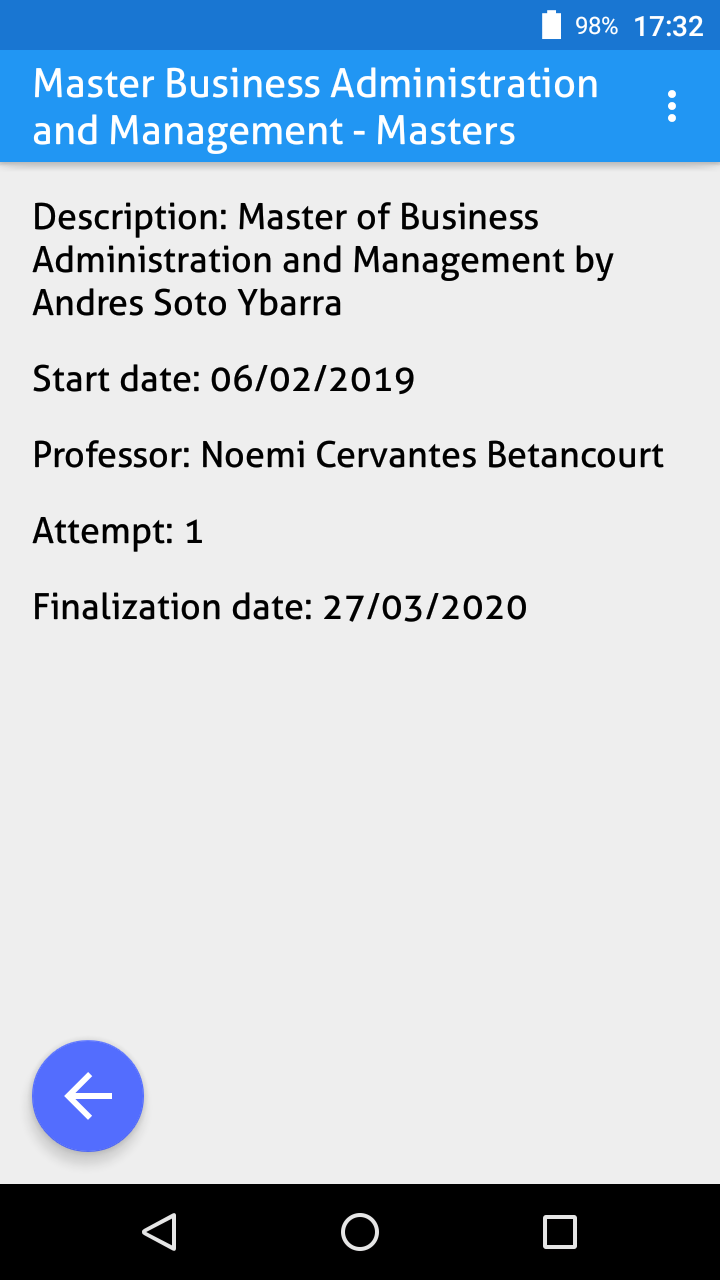 98% 17:32
Master Business Administration
and Management - Masters
Description: Master of Business
Administration and Management by
Andres Soto Ybarra
Start date: 06/02/2019
Professor: Noemi Cervantes Betancourt
Attempt: 1
Finalization date: 27/03/2020